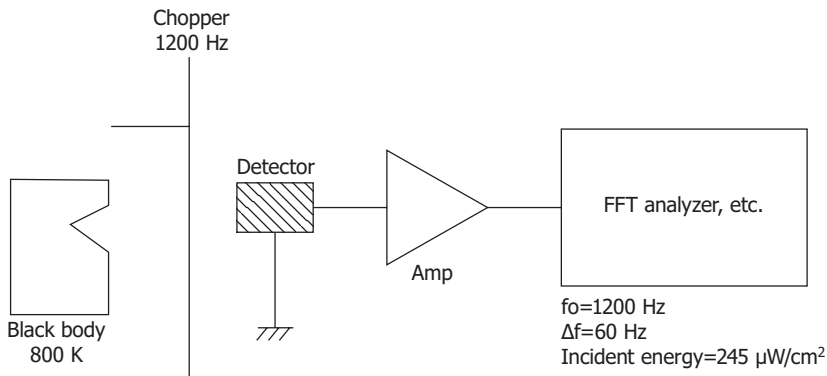 Chopper
1200 Hz
Detector
FFT analyzer, etc.
Amp
Black body
800 K
fo=1200 Hz
Δf=60 Hz
Incident energy=245 μW/cm²